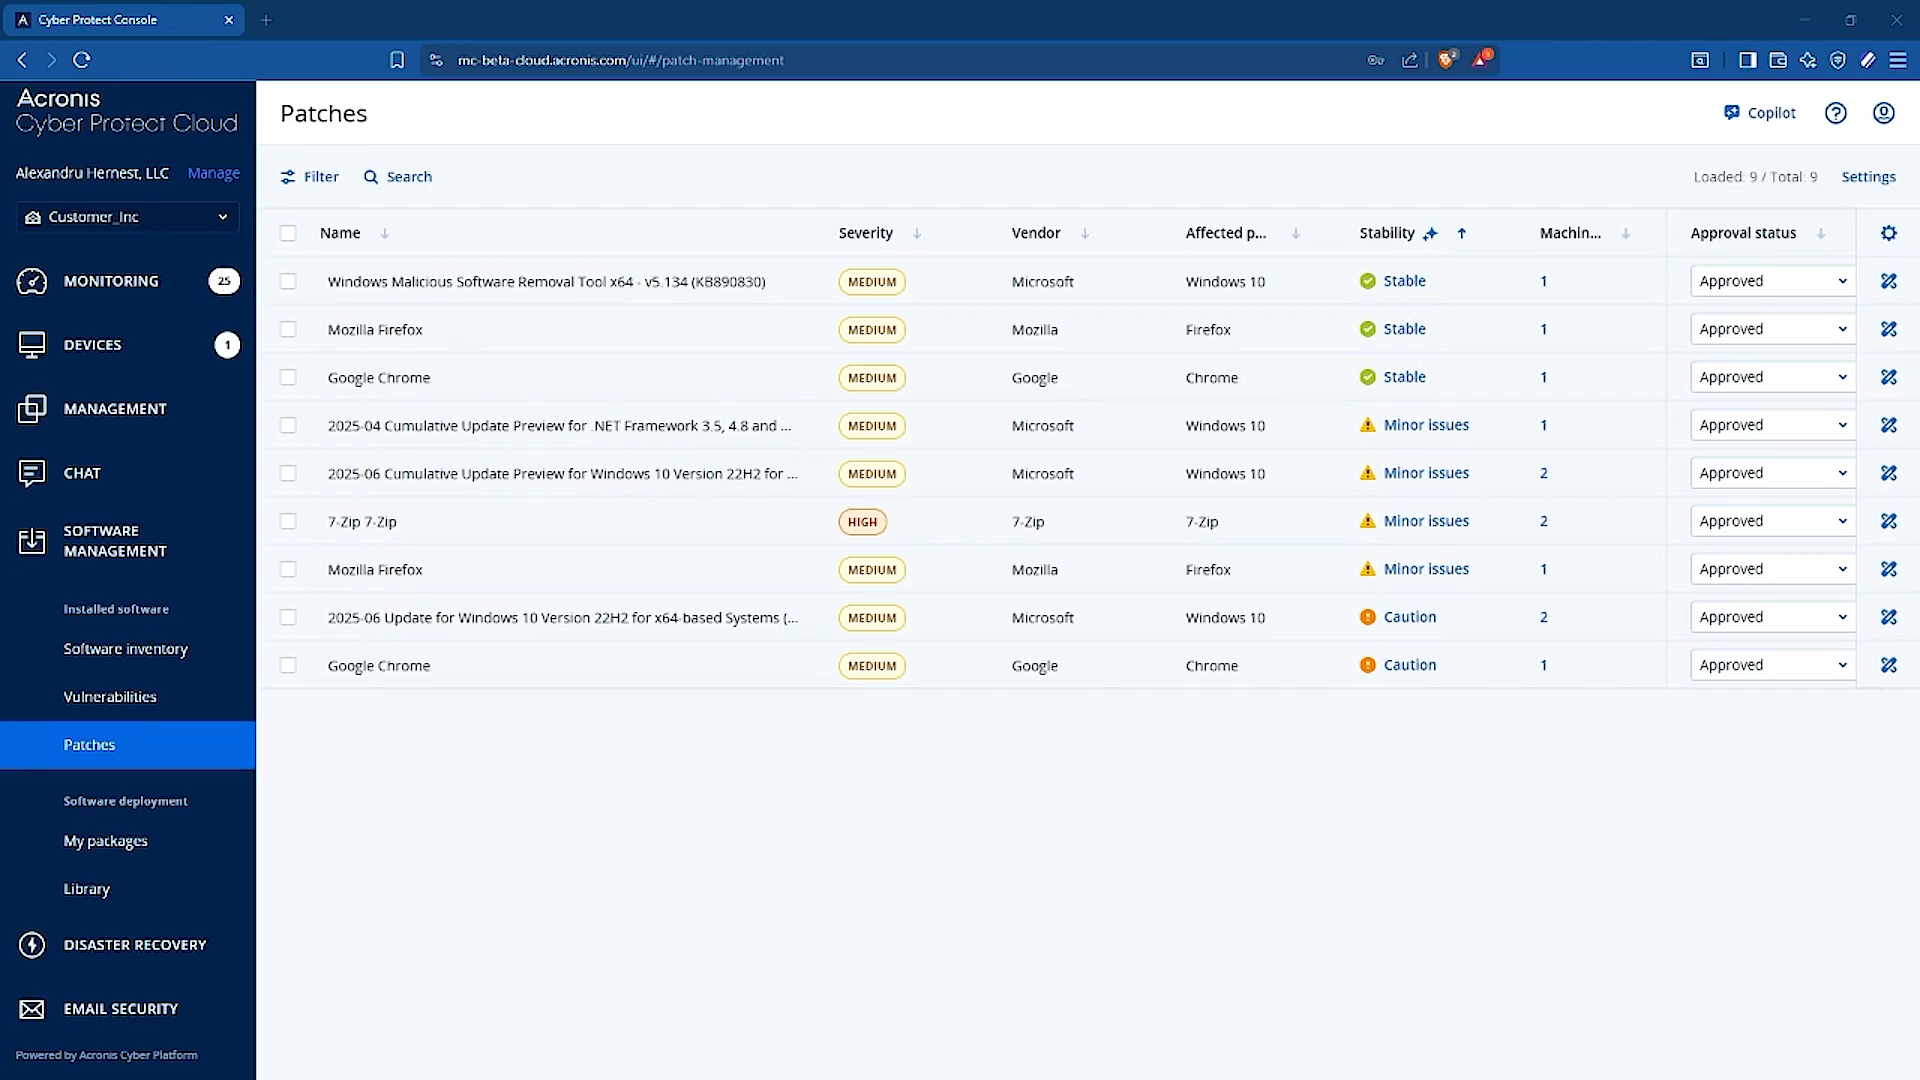 Cyber Protect Console
mc-beta-cloud.acronis.com/ui/#/patch-management
2
Acronis
Cyber Protect Cloud
Alexandru Hernest, LLC Manage
Customer_Inc
MONITORING 25
DEVICES 1
MANAGEMENT
CHAT
SOFTWARE
MANAGEMENT
Installed software
Software inventory
Vulnerabilities
Patches
Software deployment
My packages
Library
DISASTER RECOVERY
EMAIL SECURITY
Powered by Acronis Cyber Platform
Patches
Copilot
Filter Search
Loaded: 9 / Total: 9 Settings
Name Severity Vendor Affected p... Stability Machin... Approval status
Windows Malicious Software Removal Tool x64 - v5.134 (KB890830) MEDIUM Microsoft Windows 10 Stable 1 Approved
Mozilla Firefox MEDIUM Mozilla Firefox Stable 1 Approved
Google Chrome MEDIUM Google Chrome Stable 1 Approved
2025-04 Cumulative Update Preview for .NET Framework 3.5, 4.8 and ... MEDIUM Microsoft Windows 10 Minor issues 1 Approved
2025-06 Cumulative Update Preview for Windows 10 Version 22H2 for ... MEDIUM Microsoft Windows 10 Minor issues 2 Approved
7-Zip 7-Zip HIGH 7-Zip 7-Zip Minor issues 2 Approved
Mozilla Firefox MEDIUM Mozilla Firefox Minor issues 1 Approved
2025-06 Update for Windows 10 Version 22H2 for x64-based Systems (... MEDIUM Microsoft Windows 10 Caution 2 Approved
Google Chrome MEDIUM Google Chrome Caution 1 Approved